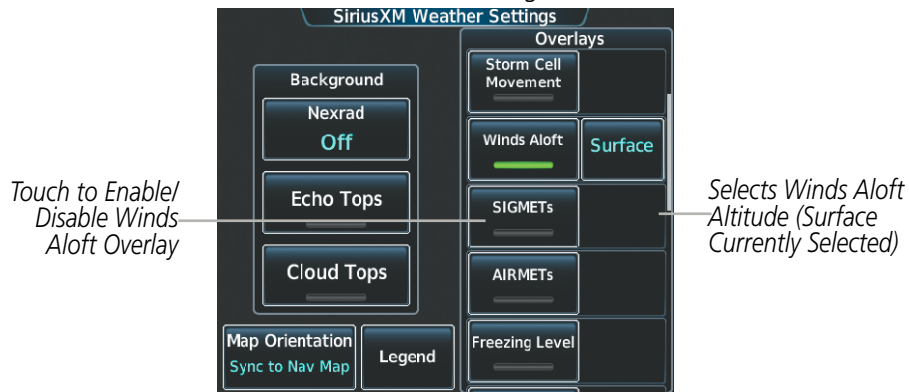 SiriusXM Weather Settings
Overlays
Storm Cell
Movement
Background
Nexrad
Off
Winds Aloft
Surface
Touch to Enable/
Disable Winds
Aloft Overlay
Echo Tops
SIGMETs
Selects Winds Aloft
Altitude (Surface
Currently Selected)
Cloud Tops
AIRMETs
Map Orientation
Sync to Nav Map
Legend
Freezing Level